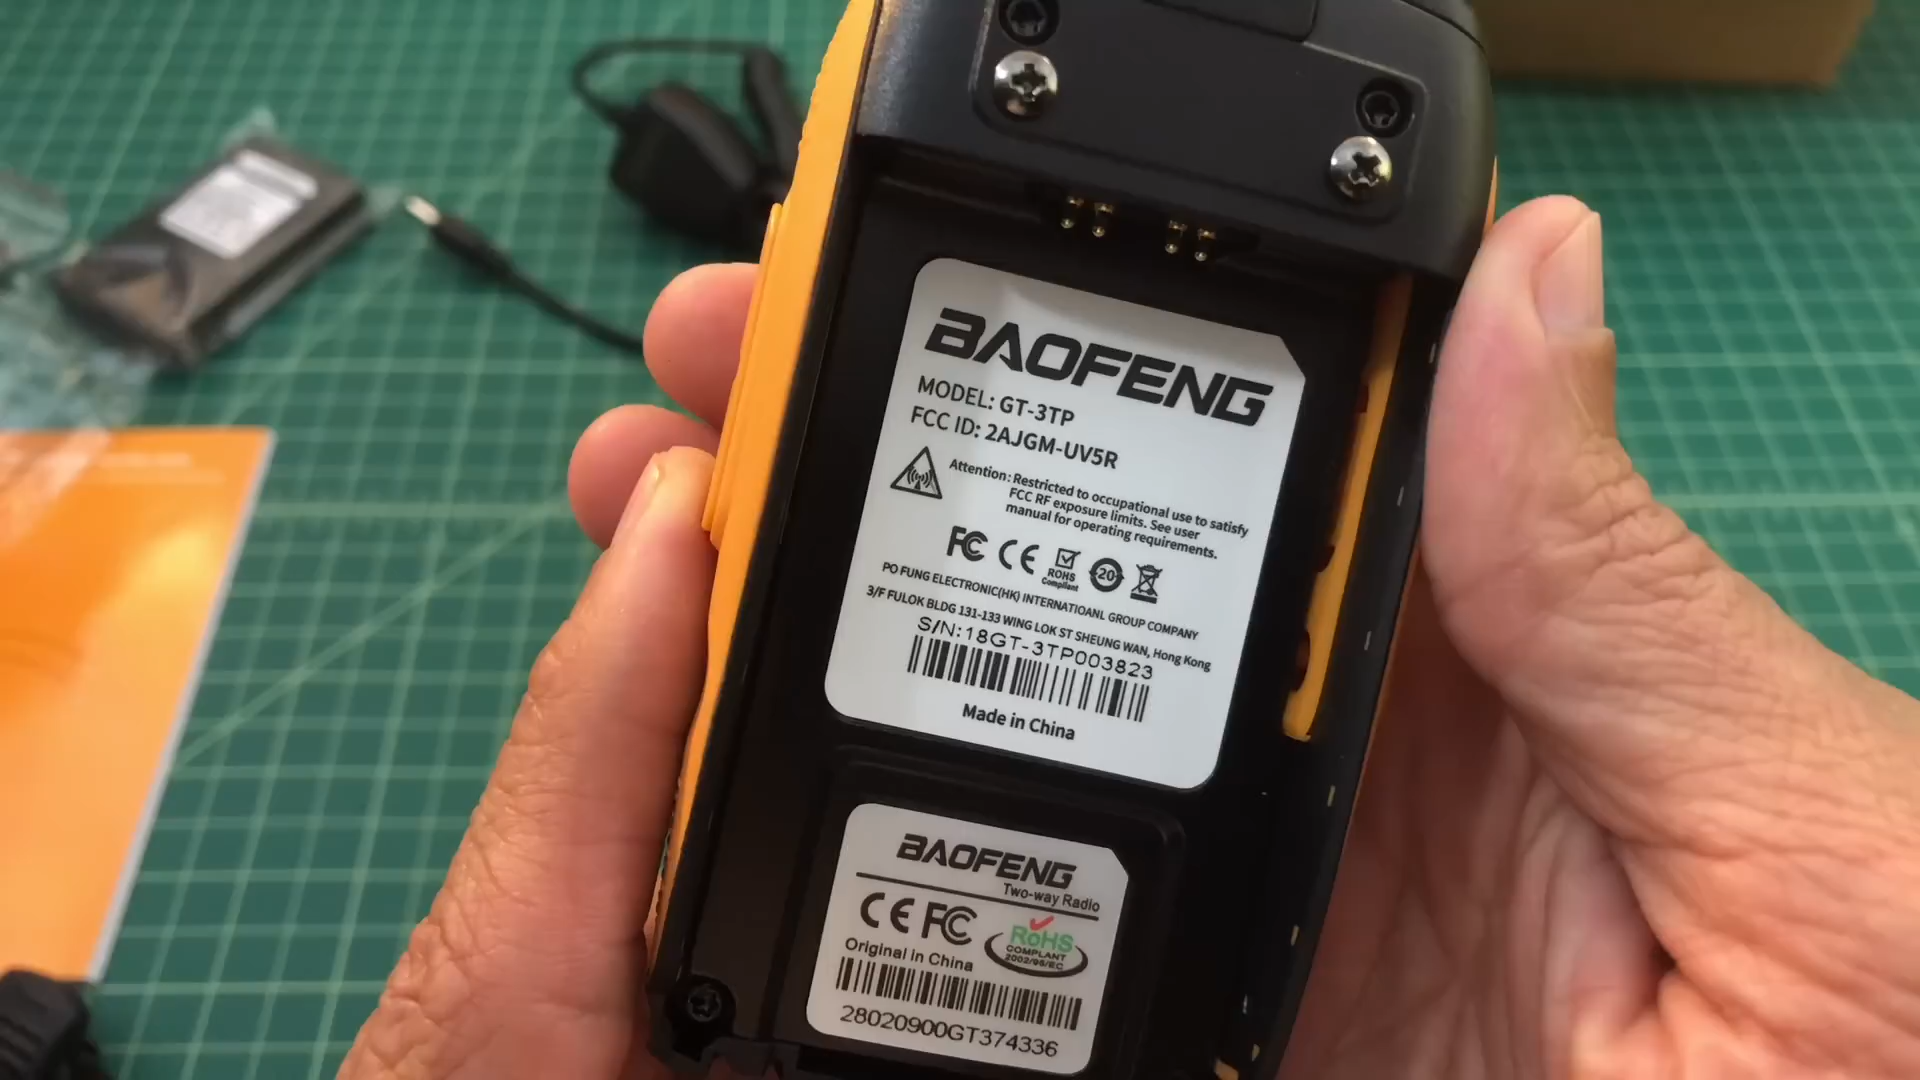 BAOFENG
MODEL: GT-3TP
FCC ID: 2AJGM-UV5R
Attention: Restricted to occupational use to satisfy
FCC RF exposure limits. See user
manual for operating requirements.
FC CE ROHS Compliant 20
PO FUNG ELECTRONIC(HK) INTERNATIOANL GROUP COMPANY
3/F FULOK BLDG 131-133 WING LOK ST SHEUNG WAN, Hong Kong
S/N:18GT-3TP003823
Made in China
BAOFENG
Two-way Radio
CE FC RoHS
COMPLANT
2002/95/EC
Original in China
28020900GT374336